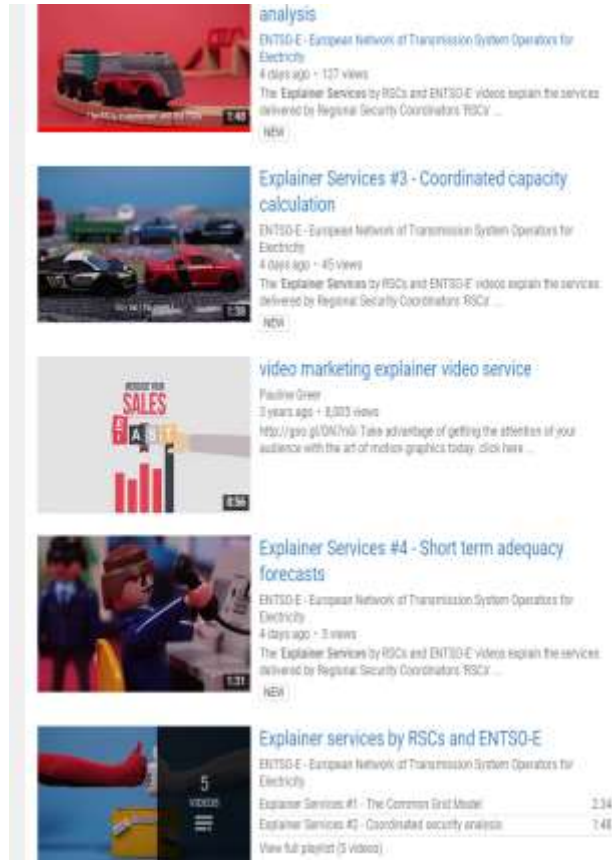 analysis
ENTSO-E - European Network of Transmission System Operators for
Electricity
4 days ago • 127 views
The Explainer Services by RSCs and ENTSO-E videos explain the services
delivered by Regional Security Coordinators 'RSCs' ...
1:48
NEW
Explainer Services #3 - Coordinated capacity
calculation
ENTSO-E - European Network of Transmission System Operators for
Electricity
4 days ago • 45 views
The Explainer Services by RSCs and ENTSO-E videos explain the services
delivered by Regional Security Coordinators 'RSCs' ...
1:38
NEW
video marketing explainer video service
Pauline Greer
3 years ago • views
Take advantage of getting the attention of your
audience with the art of motion graphics today. click here ...
INCREASE YOUR
SALES
0:56
Explainer Services #4 - Short term adequacy
forecasts
ENTSO-E - European Network of Transmission System Operators for
Electricity
4 days ago • 5 views
The Explainer Services by RSCs and ENTSO-E videos explain the services
delivered by Regional Security Coordinators 'RSCs' ...
1:31
NEW
Explainer services by RSCs and ENTSO-E
ENTSO-E - European Network of Transmission System Operators for
Electricity
5
VIDEOS
Explainer Services #1 - The Common Grid Model 2:34
Explainer Services #2 - Coordinated security analysis 1:48
View full playlist (5 videos)